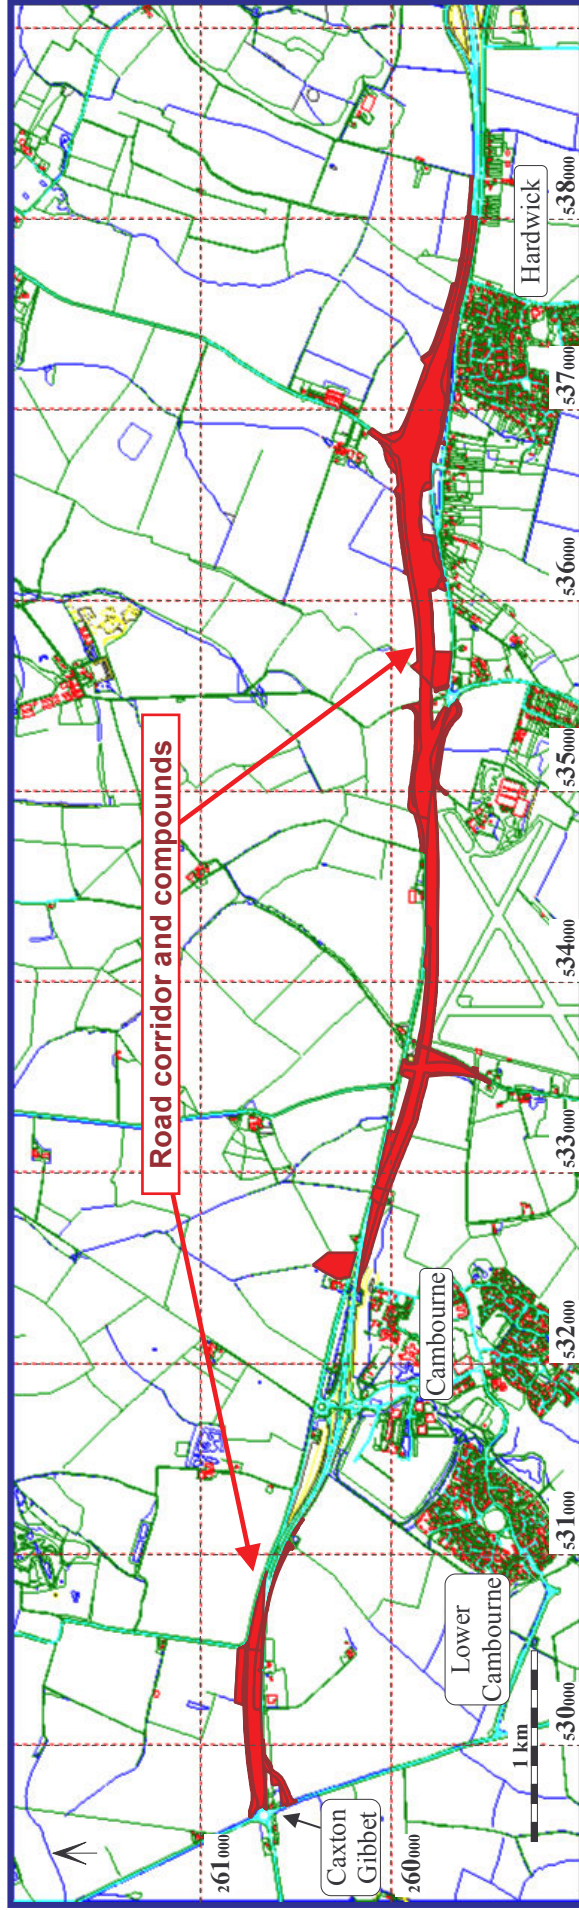 Road corridor and compounds
Hardwick
Cambourne
Lower
Cambourne
Caxton
Gibbet
1 km
261000
260000
530000
531000
532000
533000
534000
535000
536000
537000
538000